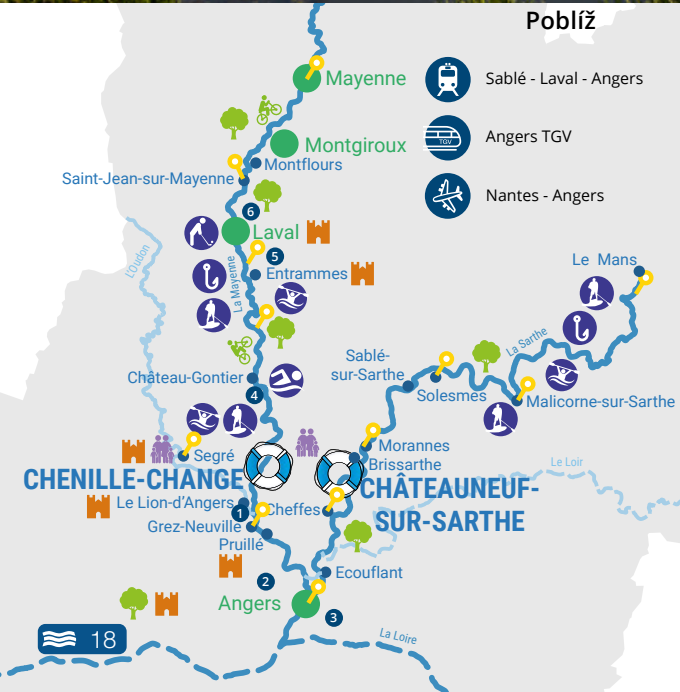 Poblíž
Sablé - Laval - Angers
TGV
Angers TGV
Nantes - Angers
Mayenne
Montgiroux
Montflours
Saint-Jean-sur-Mayenne
6
Laval
5
L'Oudon
La Mayenne
Entrammes
Le Mans
La Sarthe
Sablé-
sur-Sarthe
Solesmes
Château-Gontier
4
Malicorne-sur-Sarthe
Segré
Morannes
Brissarthe
Le Loir
CHENILLE-CHANGE
CHÂTEAUNEUF-
SUR-SARTHE
Le Lion-d'Angers
1
Cheffes
Grez-Neuville
Pruillé
2
Ecouflant
Angers
3
18
La Loire